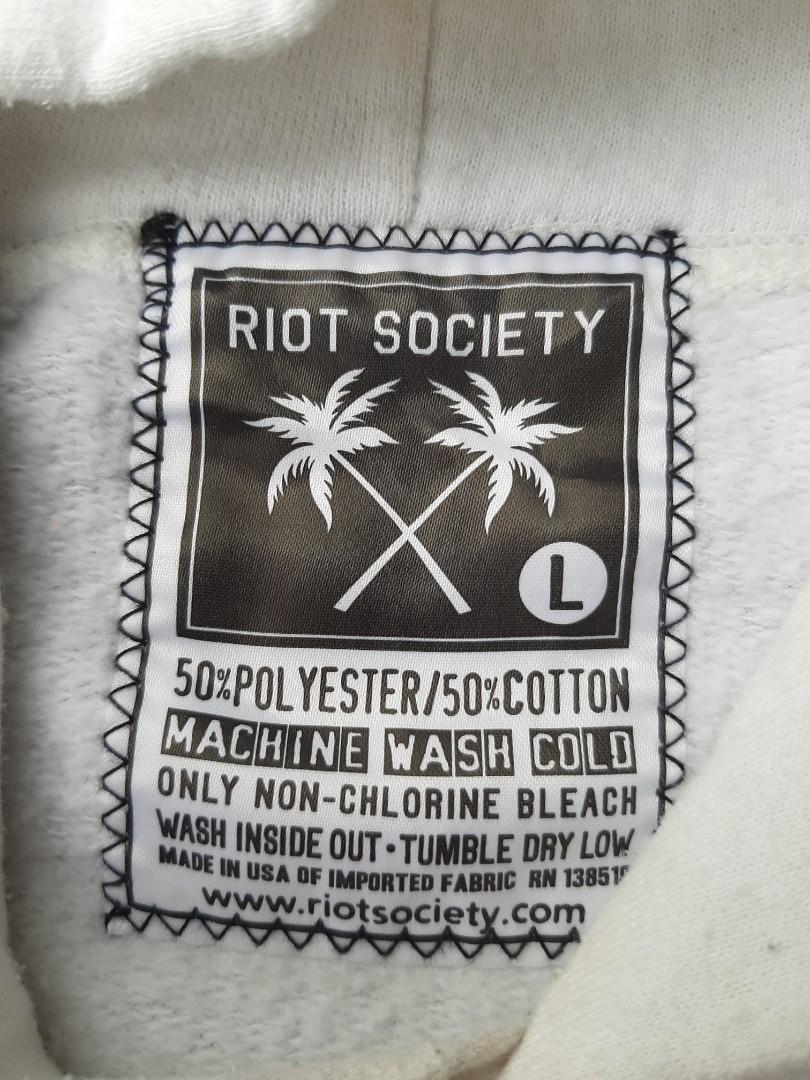 RIOT SOCIETY
L
50%POLYESTER/50%COTTON
MACHINE WASH COLD
ONLY NON-CHLORINE BLEACH
WASH INSIDE OUT•TUMBLE DRY LOW
MADE IN USA OF IMPORTED FABRIC RN
www.riotsociety.com